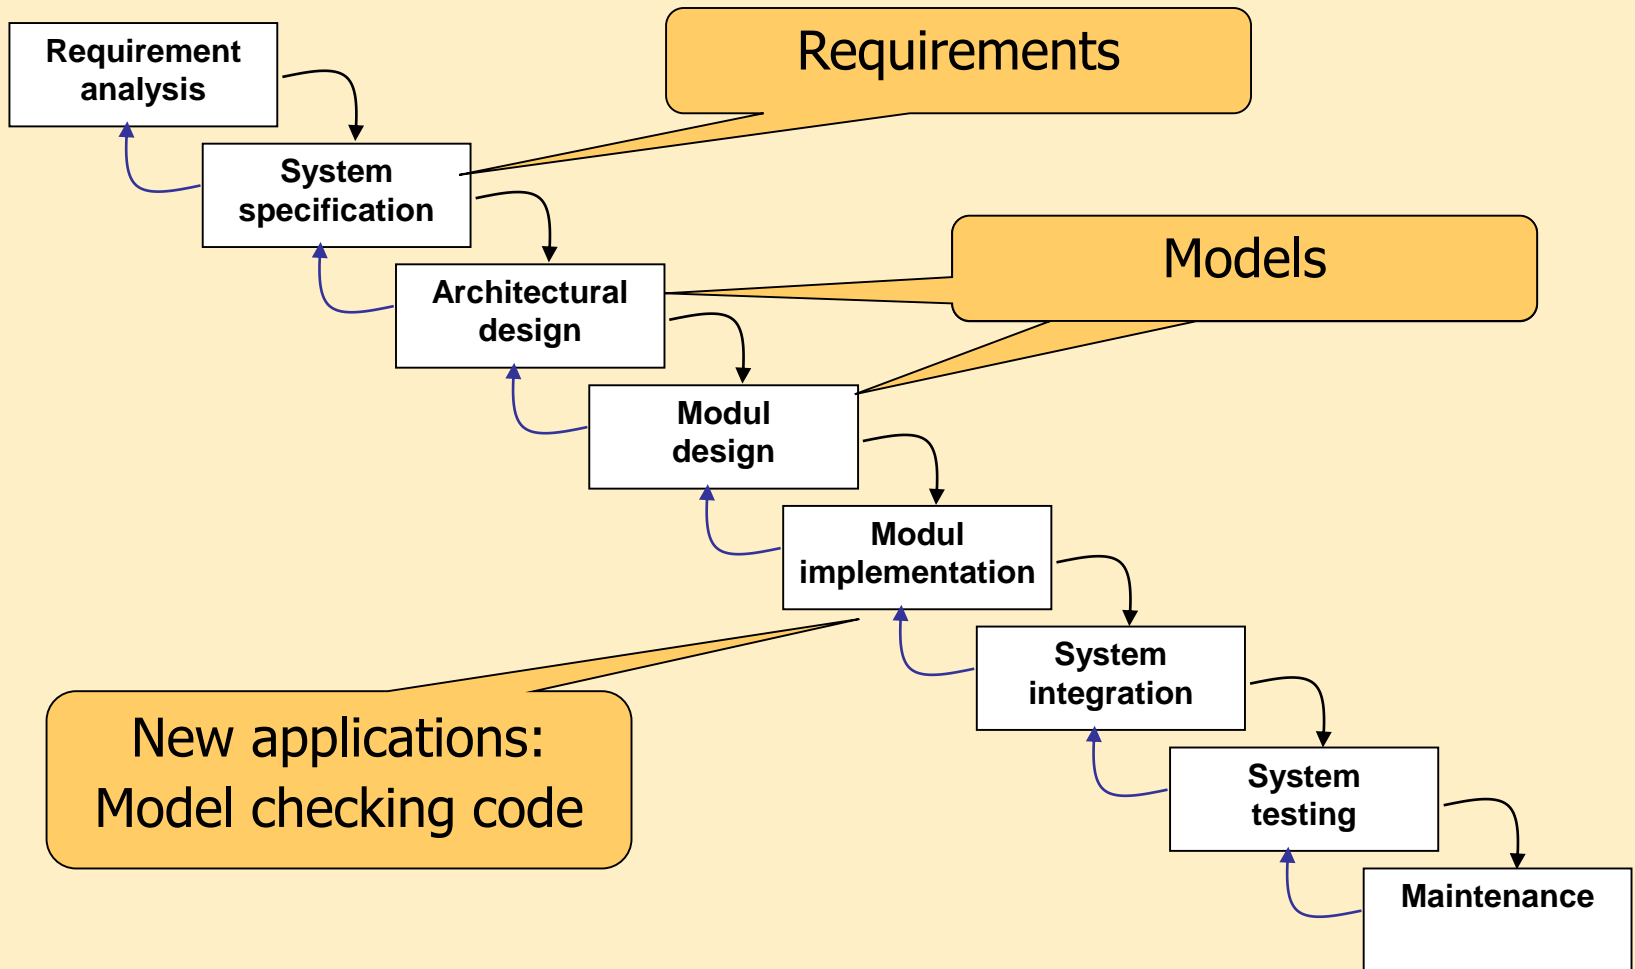 Requirement
analysis
Requirements
System
specification
Models
Architectural
design
Modul
design
Modul
implementation
System
integration
New applications:
Model checking code
System
testing
Maintenance